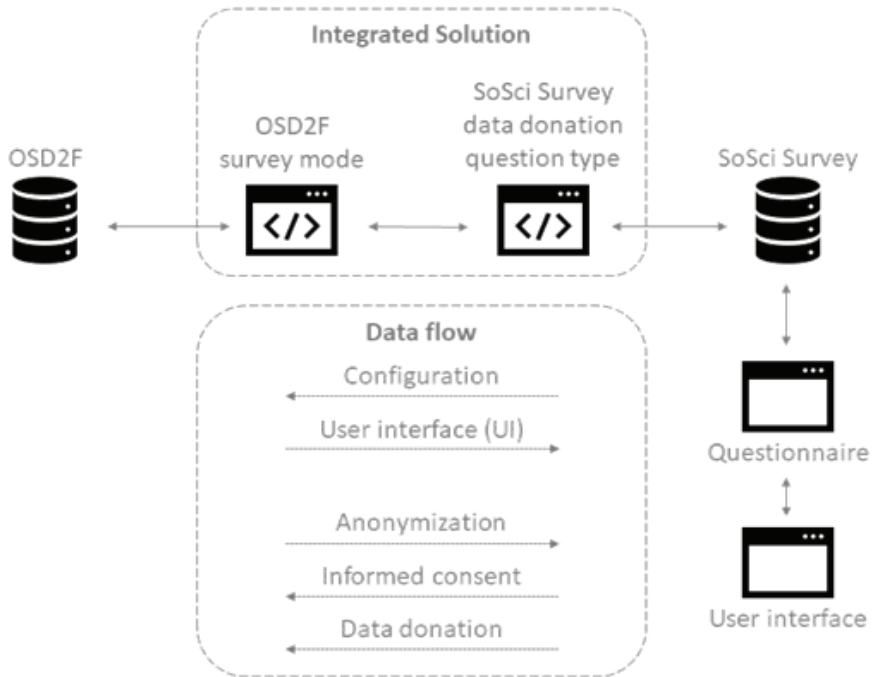 Integrated Solution
OSD2F
OSD2F
survey mode
SoSci Survey
data donation
question type
SoSci Survey
</>
</>
Data flow
Configuration
User interface (UI)
Anonymization
Informed consent
Data donation
Questionnaire
User interface